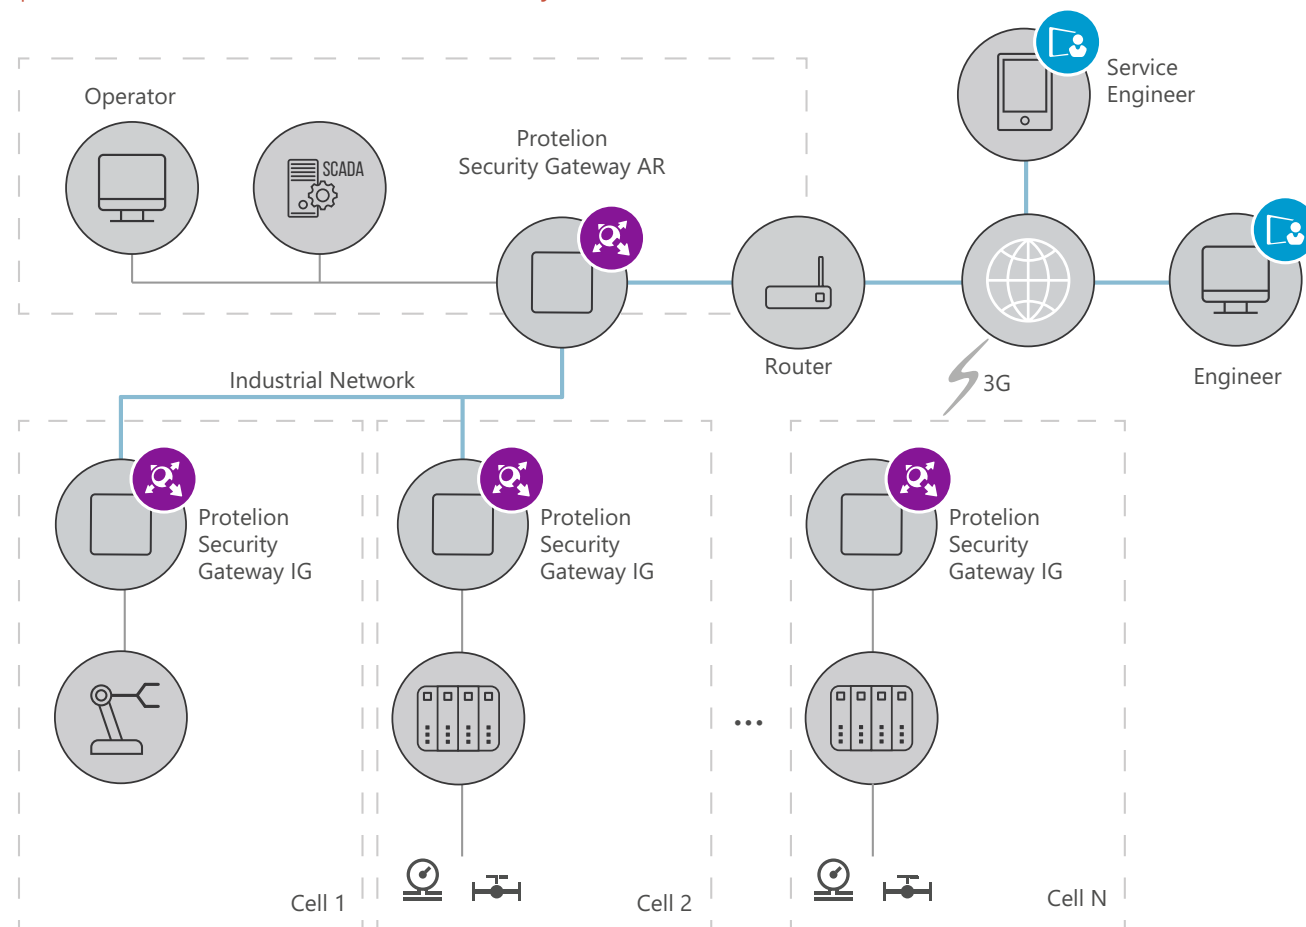 Operator
SCADA
Protelion
Security Gateway AR
Service
Engineer
Router
3G
Engineer
Industrial Network
Protelion
Security
Gateway IG
Protelion
Security
Gateway IG
Protelion
Security
Gateway IG
...
Cell 1
Cell 2
Cell N